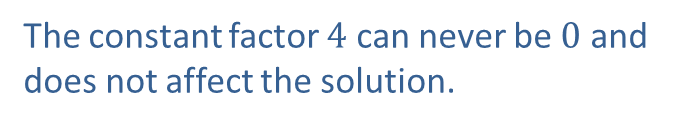 The constant factor 4 can never be 0 and
does not affect the solution.